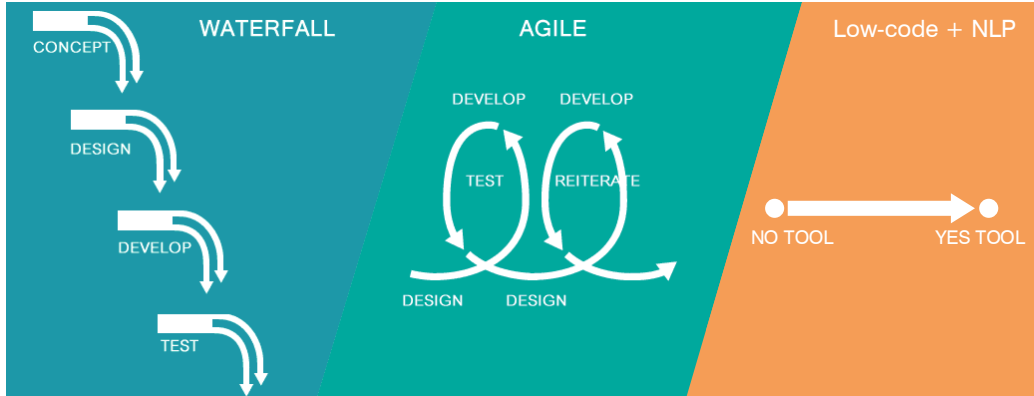 WATERFALL
CONCEPT
DESIGN
DEVELOP
TEST
AGILE
DEVELOP DEVELOP
TEST REITERATE
DESIGN DESIGN
Low-code + NLP
NO TOOL YES TOOL